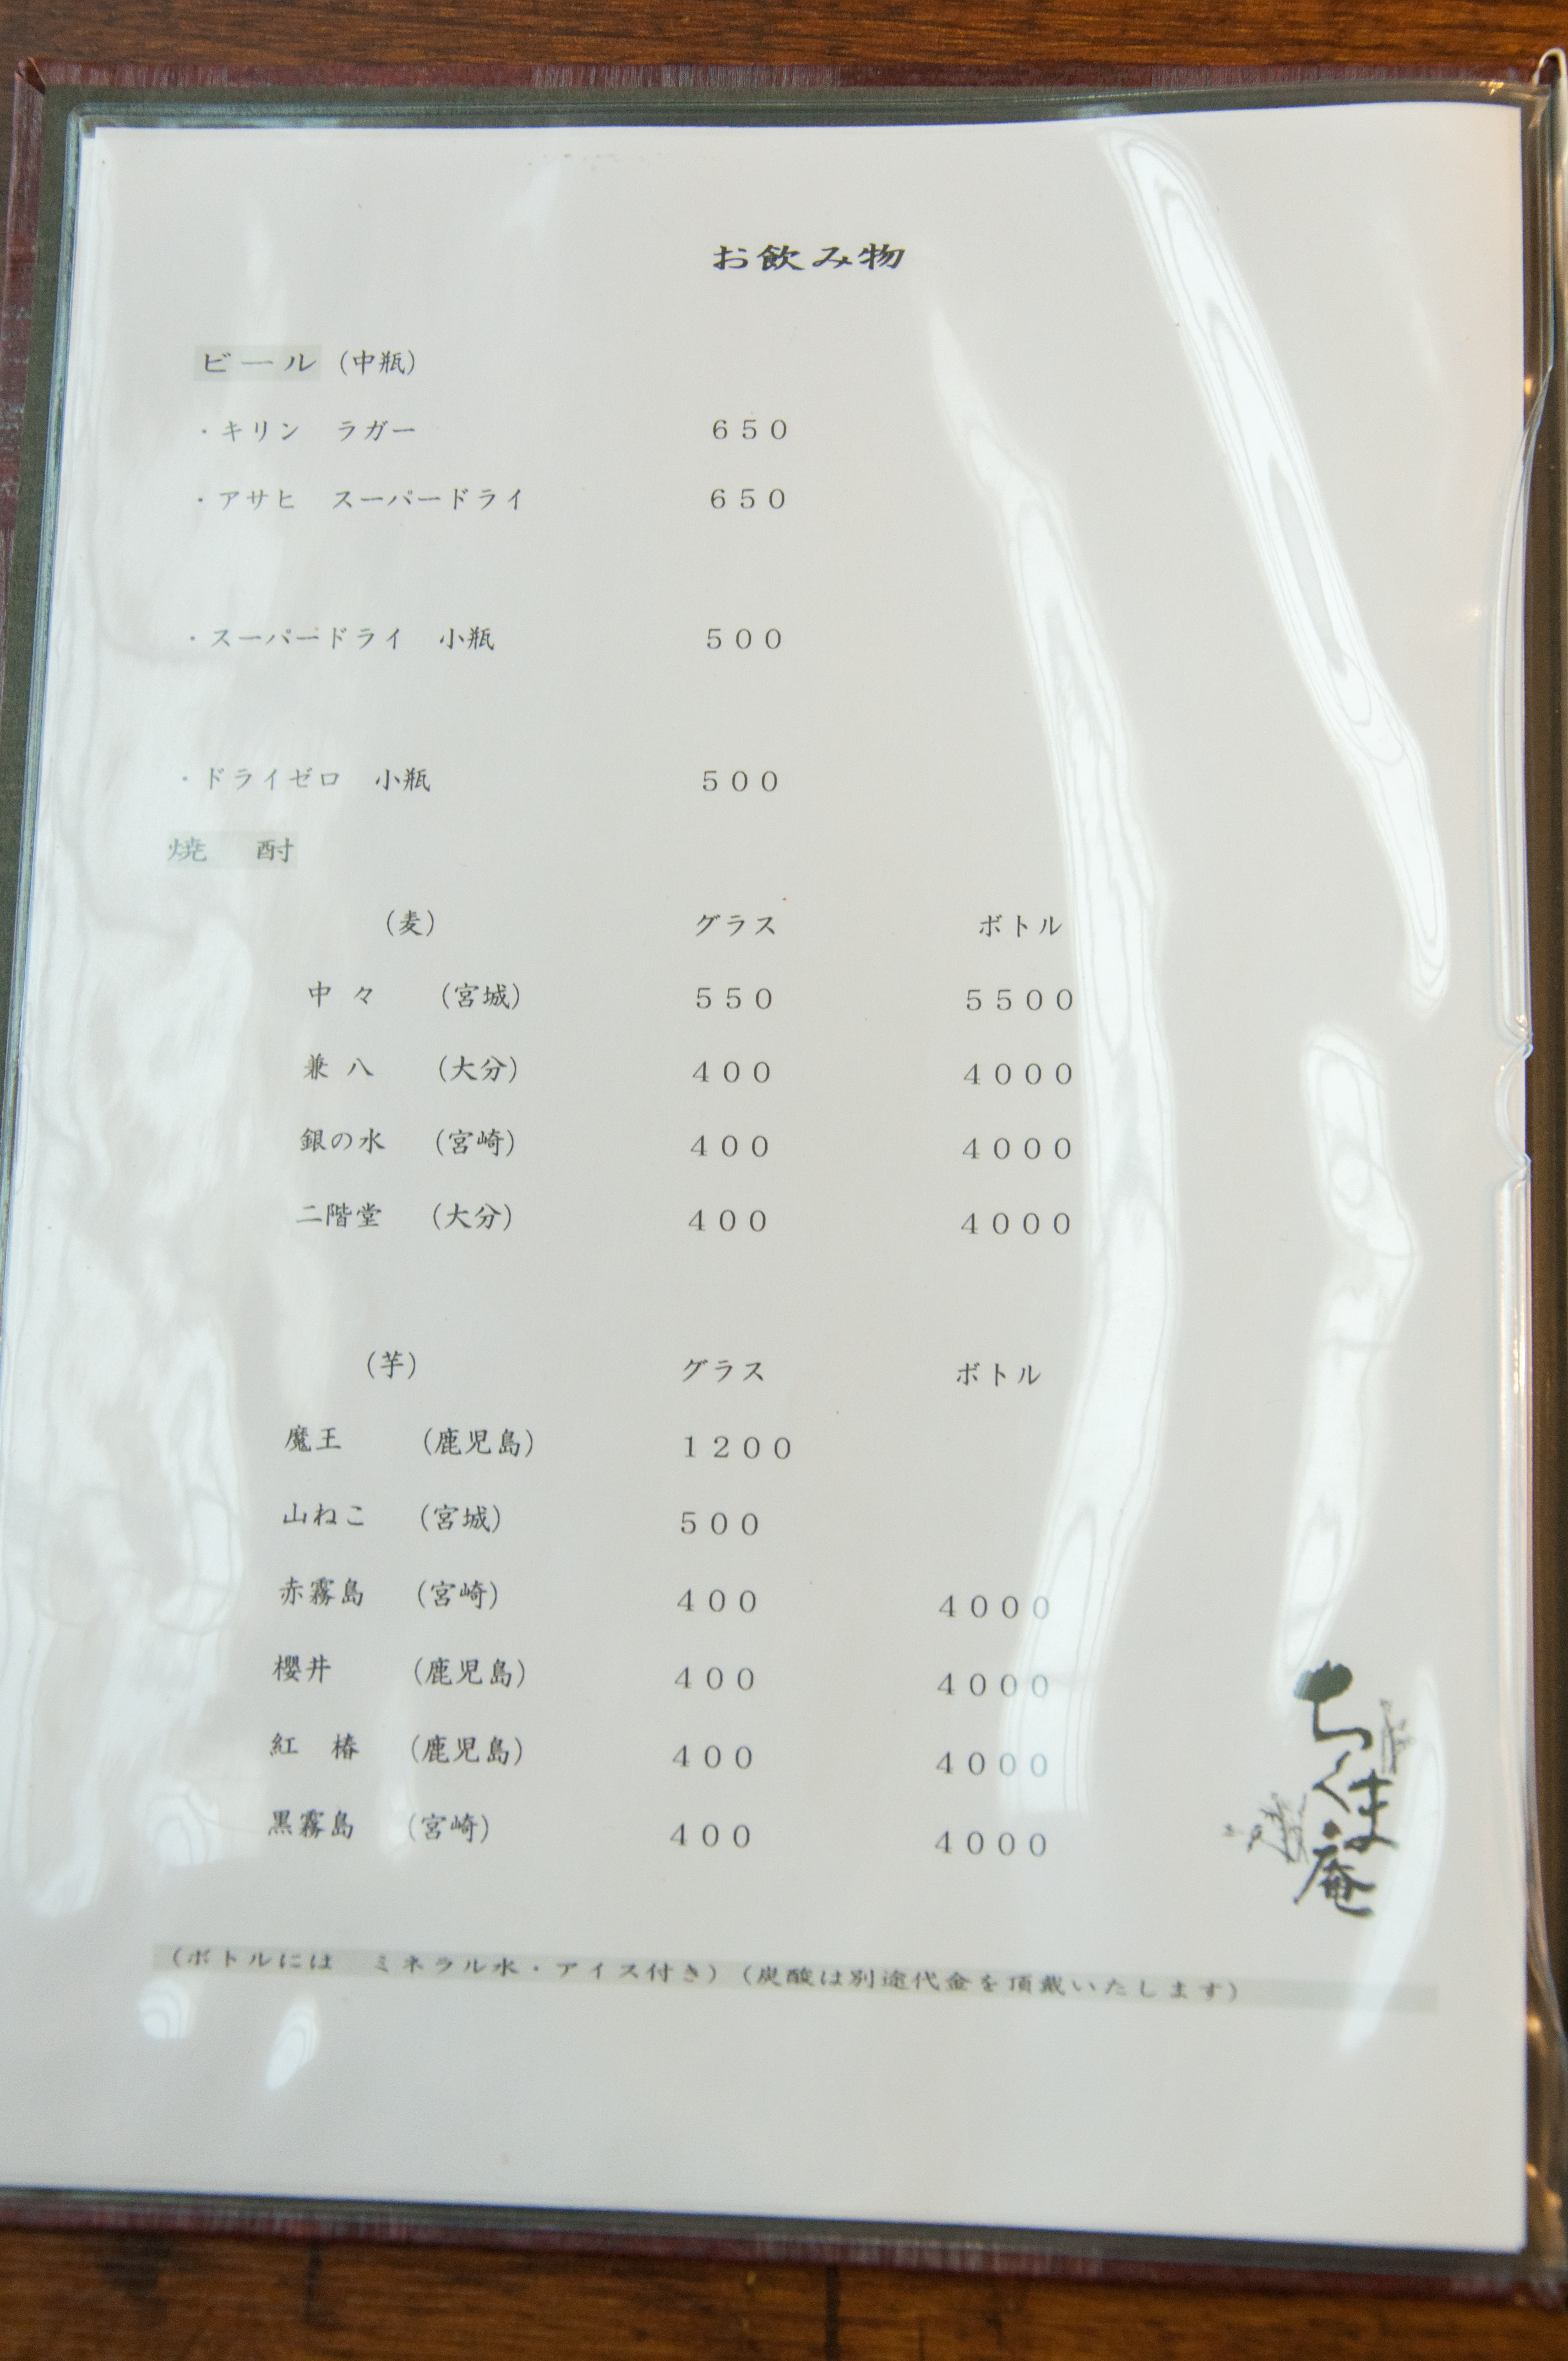 お飲み物
ビール（中瓶）
・キリン　ラガー　650
・アサヒ　スーパードライ　650
・スーパードライ　小瓶　500
・ドライゼロ　小瓶　500
焼　酎
（麦）　グラス　ボトル
中々　（宮城）　550　5500
兼八　（大分）　400　4000
銀の水　（宮崎）　400　4000
二階堂　（大分）　400　4000
（芋）　グラス　ボトル
魔王　（鹿児島）　1200
山ねこ　（宮城）　500
赤霧島　（宮崎）　400　4000
櫻井　（鹿児島）　400　4000
紅　椿　（鹿児島）　400　4000
黒霧島　（宮崎）　400　4000
（ボトルには　ミネラル水・アイス付き）（炭酸は別途代金を頂戴いたします）
ちくま庵